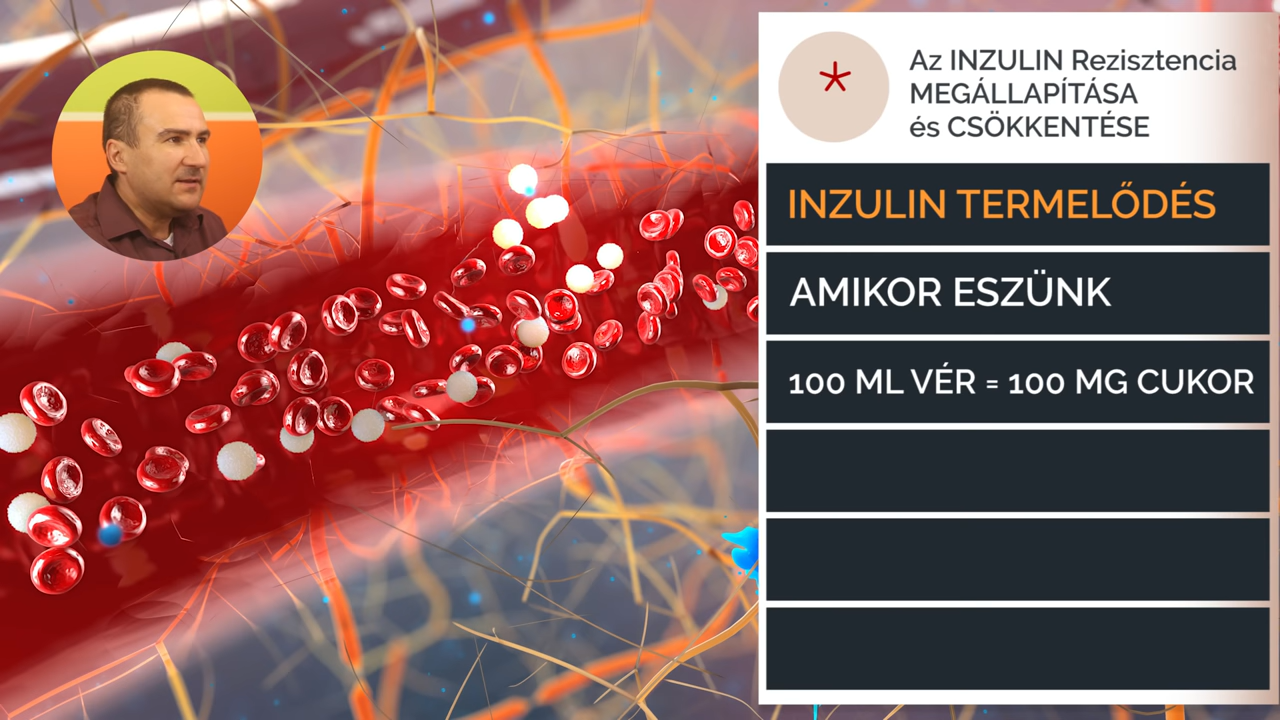 Az INZULIN Rezisztencia
MEGÁLLAPÍTÁSA
és CSÖKKENTÉSE
INZULIN TERMELŐDÉS
AMIKOR ESZÜNK
100 ML VÉR = 100 MG CUKOR